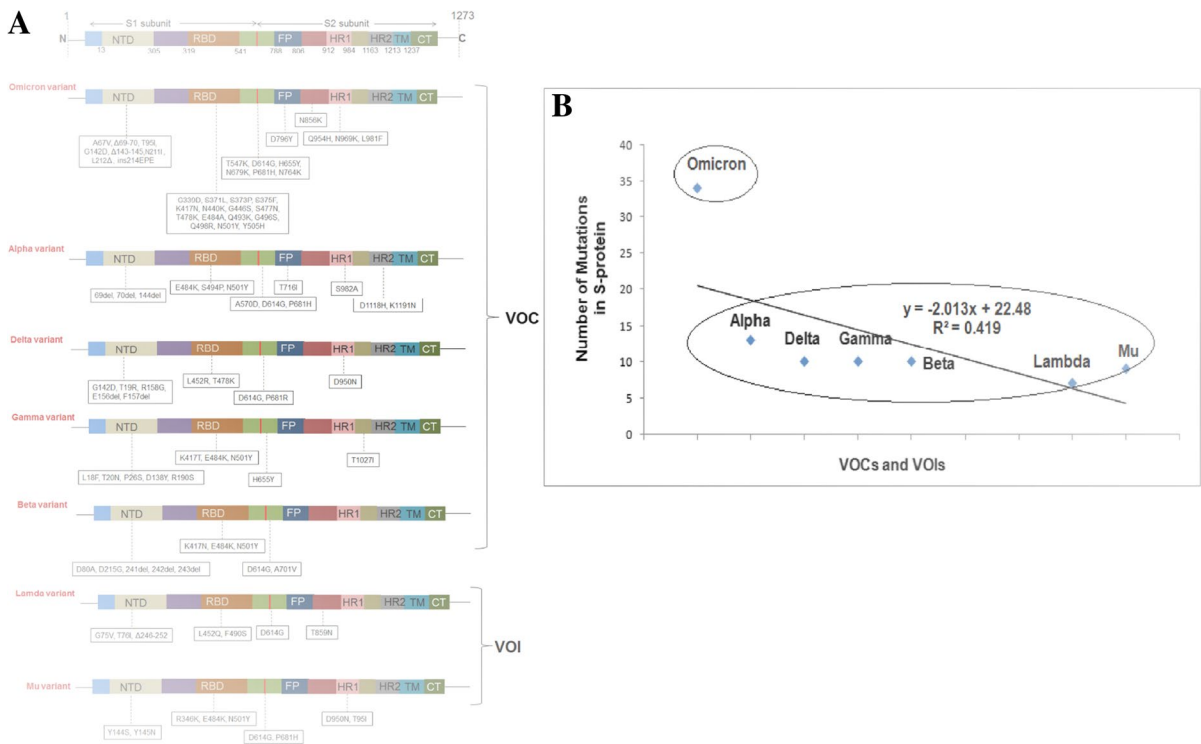 A
1
1273
S1 subunit
S2 subunit
N
NTD RBD FP HR1 HR2 TM CT
C
13 305 319 541 788 806 912 984 1163 1213 1237
Omicron variant
NTD RBD FP HR1 HR2 TM CT
N856K
D796Y
Q954H, N969K, L981F
A67V, Δ69-70, T95I,
G142D, Δ143-145,N211I,
L212Δ, ins214EPE
T547K, D614G, H655Y,
N679K, P681H, N764K
G339D, S371L, S373P, S375F,
K417N, N440K, G446S, S477N,
T478K, E484A, Q493K, G496S,
Q498R, N501Y, Y505H
Alpha variant
NTD RBD FP HR1 HR2 TM CT
69del, 70del, 144del
E484K, S494P, N501Y
T716I
S982A
A570D, D614G, P681H
D1118H, K1191N
VOC
Delta variant
NTD RBD FP HR1 HR2 TM CT
G142D, T19R, R158G,
E156del, F157del
L452R, T478K
D950N
D614G, P681R
Gamma variant
NTD RBD FP HR1 HR2 TM CT
K417T, E484K, N501Y
T1027I
L18F, T20N, P26S, D138Y, R190S
H655Y
Beta variant
NTD RBD FP HR1 HR2 TM CT
K417N, E484K, N501Y
D80A, D215G, 241del, 242del, 243del
D614G, A701V
Lamda variant
NTD RBD FP HR1 HR2 TM CT
G75V, T76I, Δ246-252
L452Q, F490S
D614G
T859N
VOI
Mu variant
NTD RBD FP HR1 HR2 TM CT
Y144S, Y145N
R346K, E484K, N501Y
D950N, T95I
D614G, P681H
B
Number of Mutations
in S-protein
40
35
30
25
20
15
10
5
0
Omicron
y = -2.013x + 22.48
R² = 0.419
Alpha
Delta
Gamma
Beta
Lambda
Mu
VOCs and VOIs